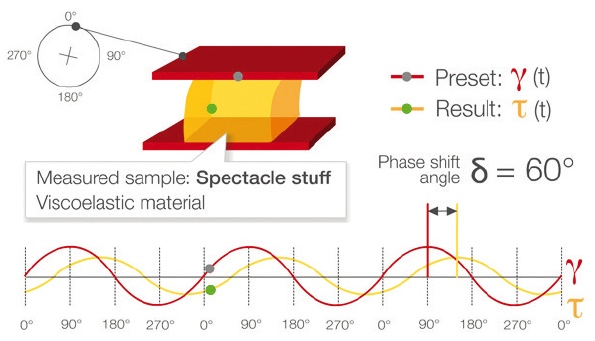 0°
270°
90°
180°
Preset: γ (t)
Result: τ (t)
Measured sample: Spectacle stuff
Viscoelastic material
Phase shift
angle δ = 60°
γ
τ
0° 90° 180° 270° 0° 90° 180° 270° 0° 90° 180° 270° 0°